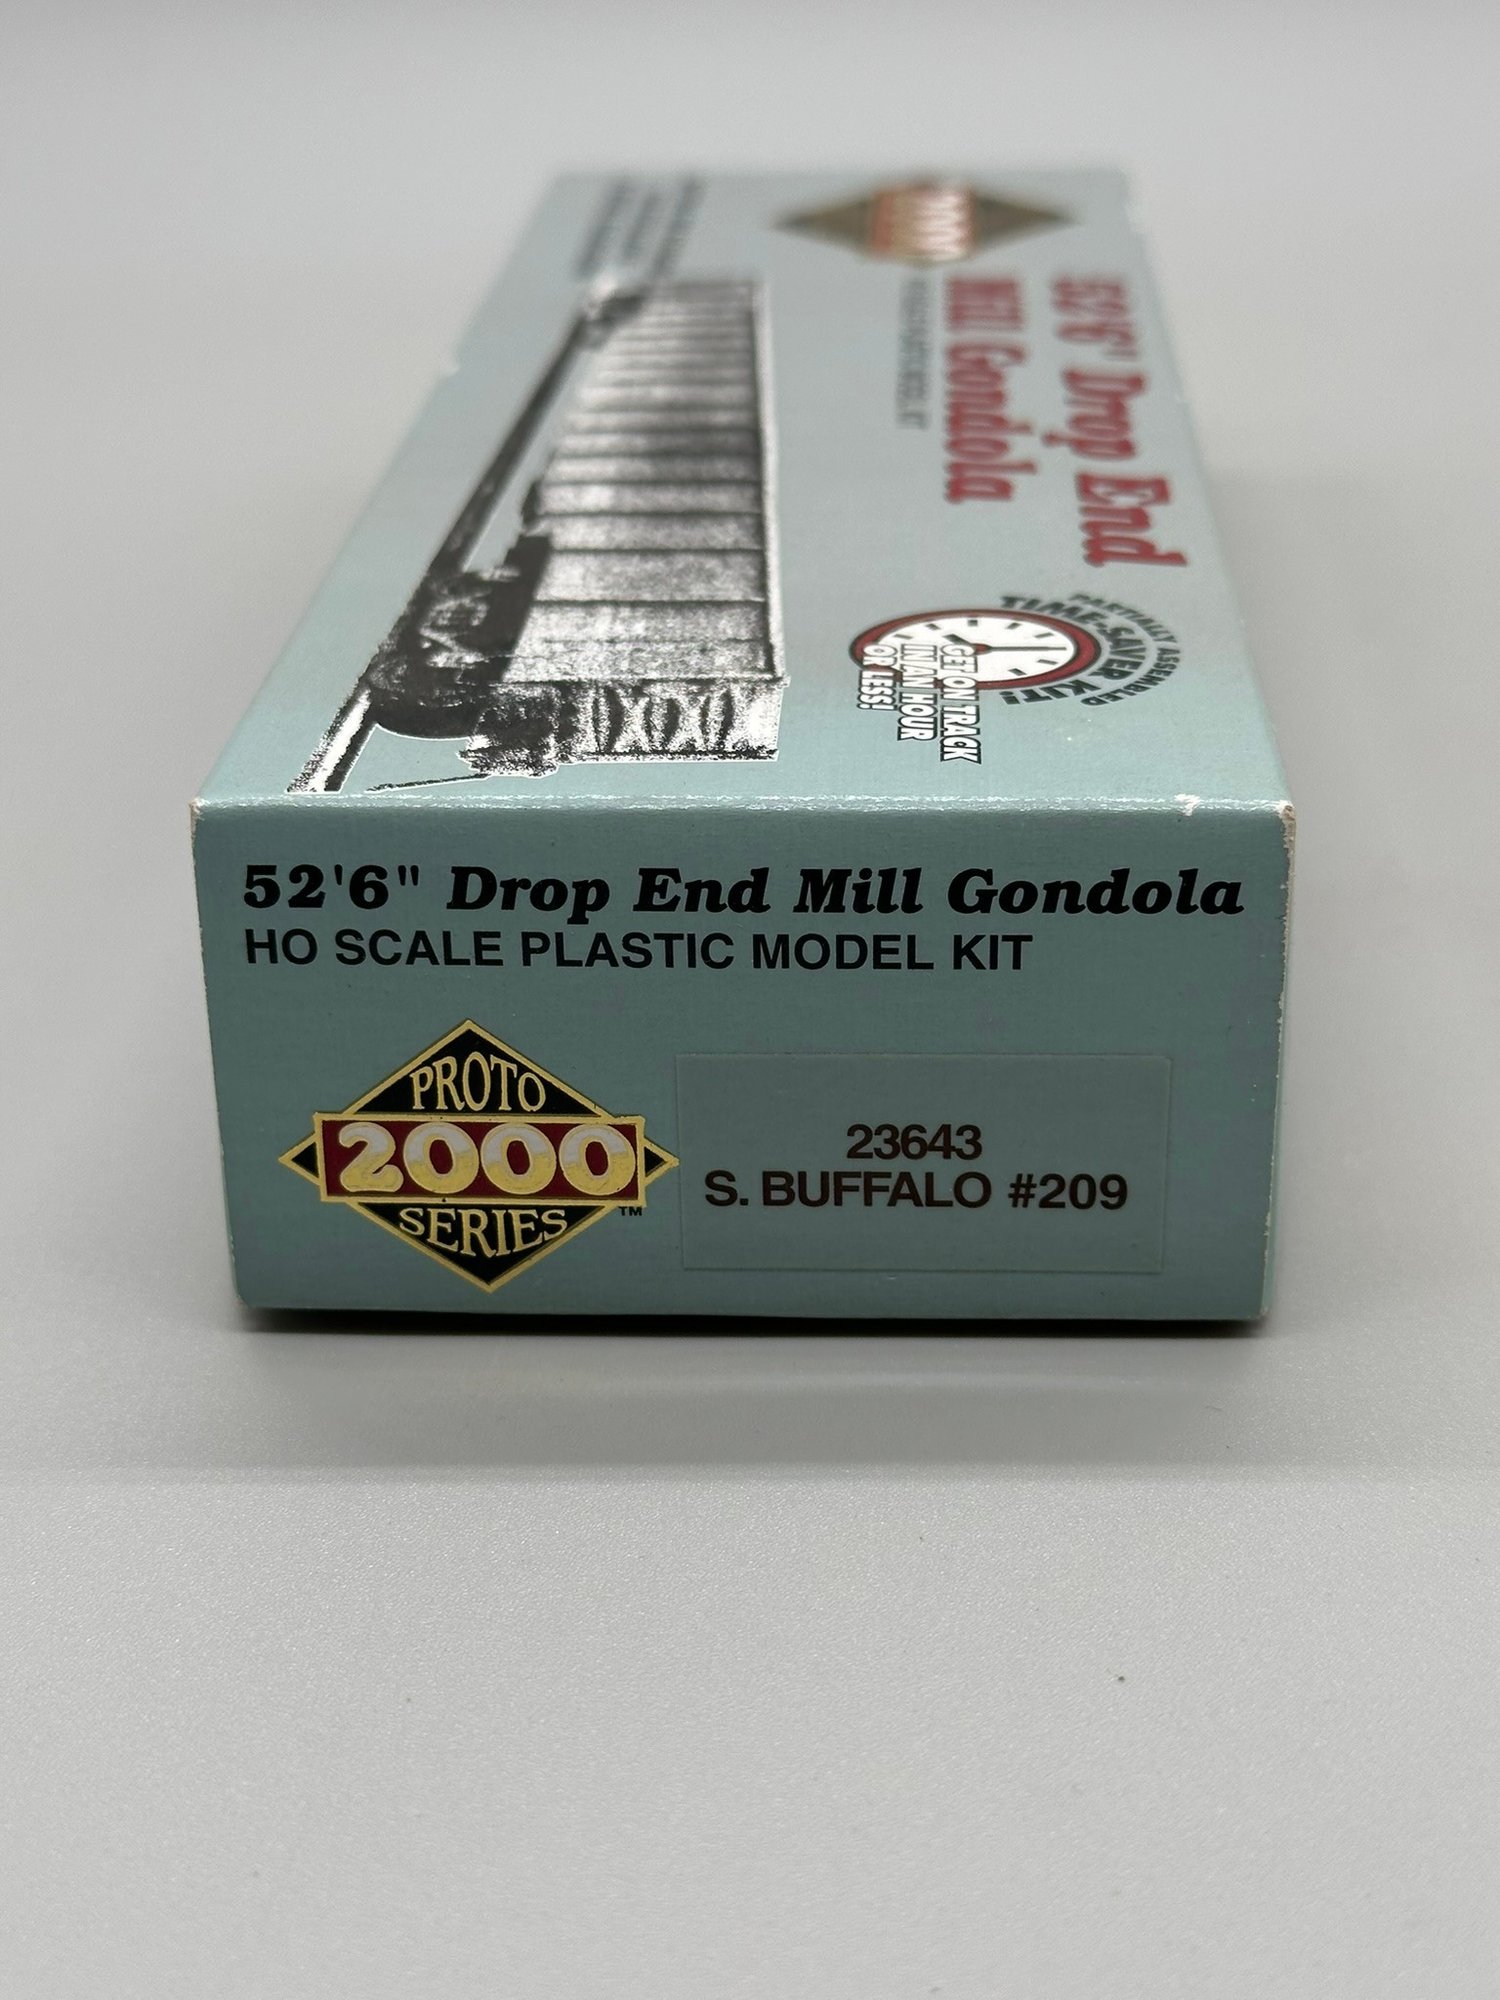 52'6" Drop End
Mill Gondola
PARTIALLY ASSEMBLED
TIME-SAVER KIT!
GET ON TRACK
IN AN HOUR
OR LESS!
52'6" Drop End Mill Gondola
HO SCALE PLASTIC MODEL KIT
PROTO
2000
SERIES
TM
23643
S. BUFFALO #209